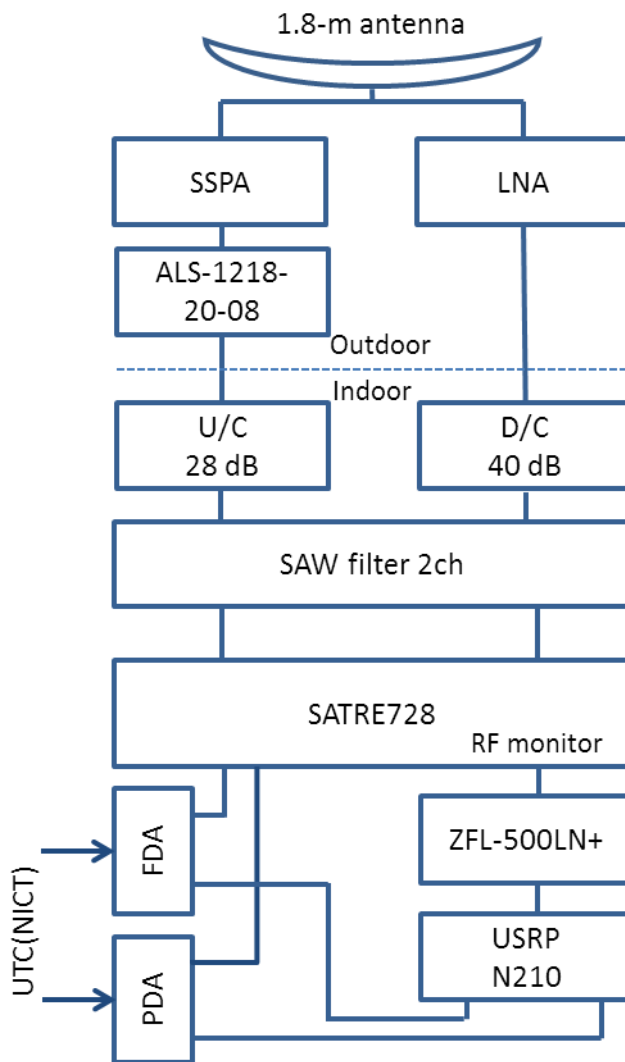 1.8-m antenna
SSPA
LNA
ALS-1218-
20-08
Outdoor
Indoor
U/C
28 dB
D/C
40 dB
SAW filter 2ch
SATRE728
RF monitor
FDA
ZFL-500LN+
UTC(NICT)
PDA
USRP
N210